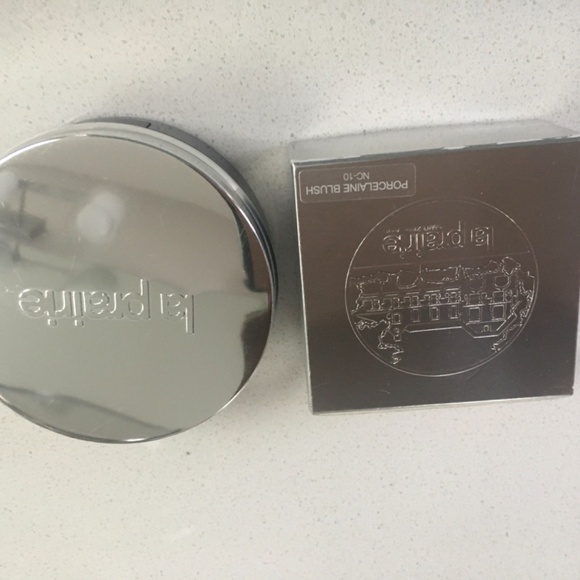 la prairie
PORCELAINE BLUSH
NC-10
la prairie